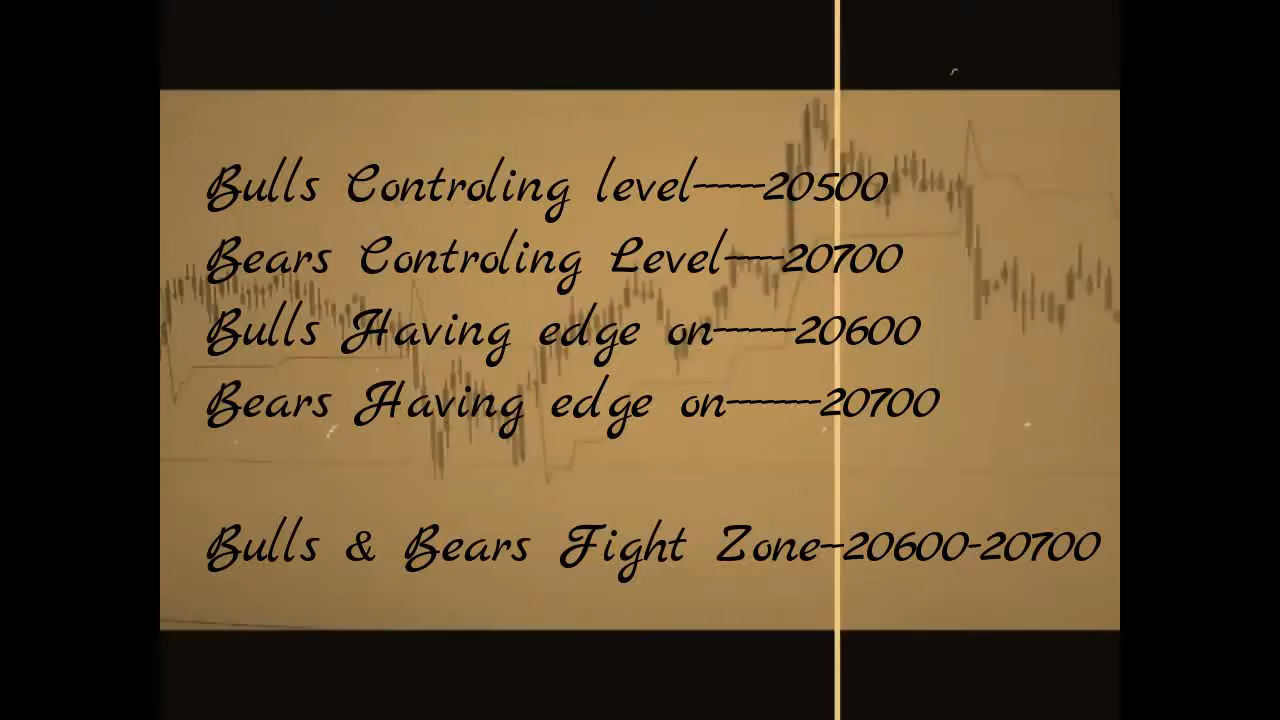 Bulls Controling level-----20500
Bears Controling Level----20700
Bulls Having edge on------20600
Bears Having edge on-------20700
Bulls & Bears Fight Zone-20600-20700